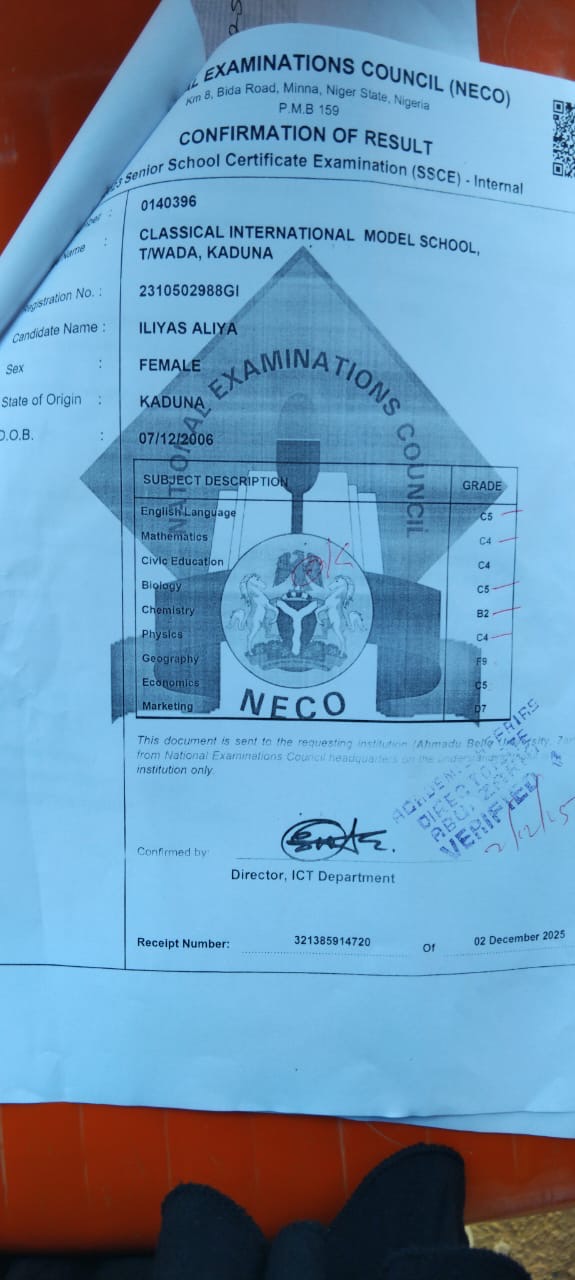 EXAMINATIONS COUNCIL (NECO)
Km 8, Bida Road, Minna, Niger State, Nigeria
P.M.B 159
CONFIRMATION OF RESULT
Senior School Certificate Examination (SSCE) - Internal
: 0140396
: CLASSICAL INTERNATIONAL MODEL SCHOOL,
T/WADA, KADUNA
Registration No. : 2310502988GI
Candidate Name : ILIYAS ALIYA
Sex : FEMALE
State of Origin : KADUNA
D.O.B. : 07/12/2006
NATIONAL EXAMINATIONS COUNCIL
SUBJECT DESCRIPTION GRADE
English Language C5
Mathematics C4
Civic Education C4
Biology C5
Chemistry B2
Physics C4
Geography F9
Economics C5
Marketing D7
NECO
This document is sent to the requesting institution (Ahmadu Bello University,
from National Examinations Council headquarters on the
institution only.
VERIFIED
2/12/25
Confirmed by:
Director, ICT Department
Receipt Number: 321385914720 Of 02 December 2025